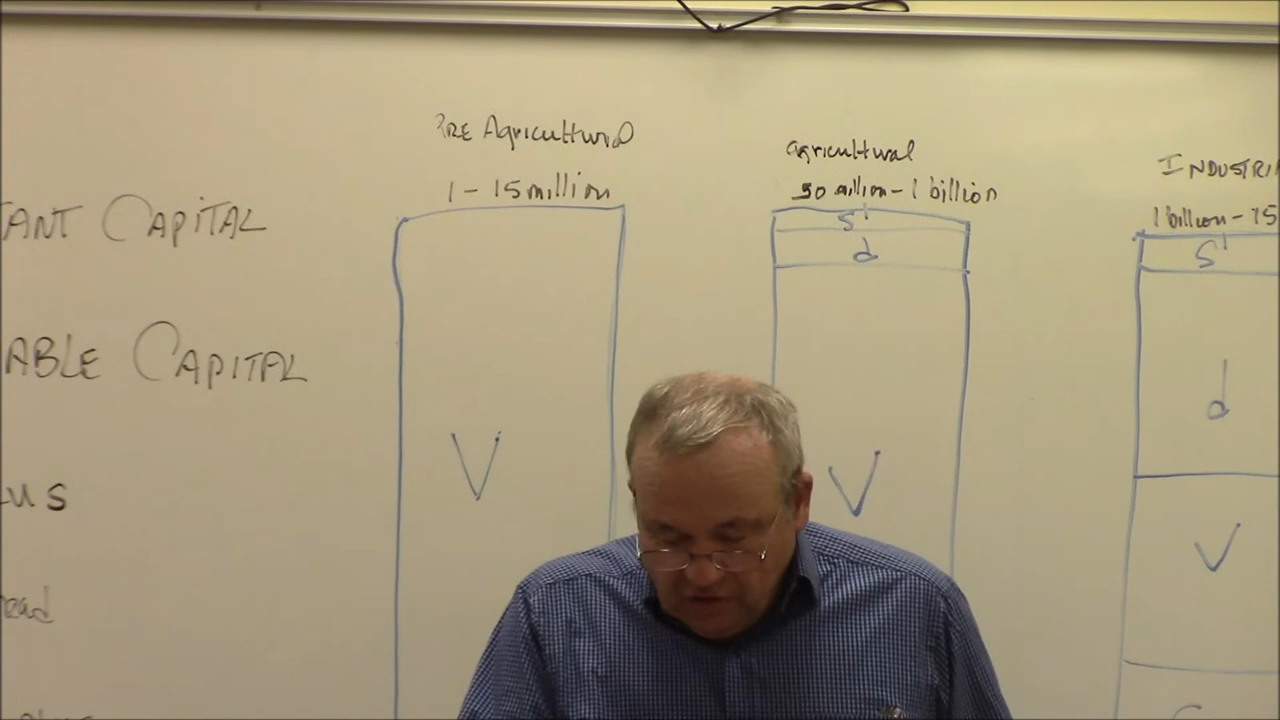 TANT CAPITAL
ABLE CAPITAL
us
ead
PRE Agricultural
1 - 15 million
V
agricultural
50 million - 1 billion
s'
d
V
INDUSTRI
1 billion - 75
s'
d
V